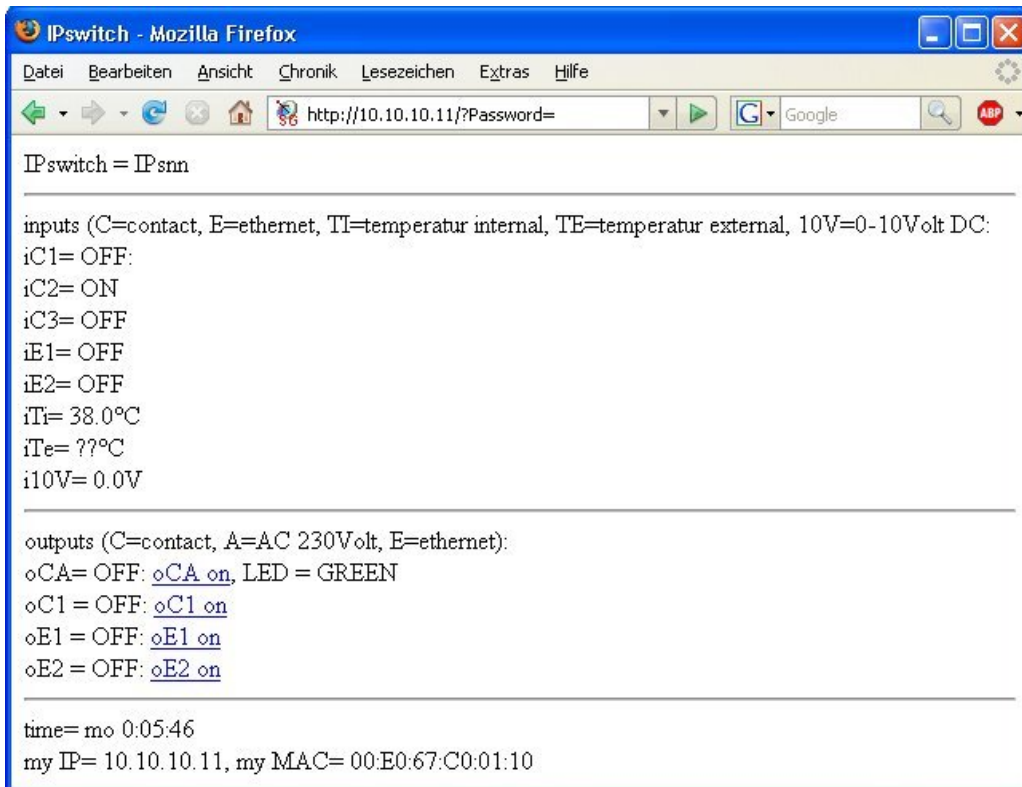 IPswitch - Mozilla Firefox
Datei Bearbeiten Ansicht Chronik Lesezeichen Extras Hilfe
http://10.10.10.11/?Password= G Google ABP
IPswitch = IPsnn
inputs (C=contact, E=ethernet, TI=temperatur internal, TE=temperatur external, 10V=0-10Volt DC:
iC1= OFF:
iC2= ON
iC3= OFF
iE1= OFF
iE2= OFF
iTi= 38.0°C
iTe= ??°C
i10V= 0.0V
outputs (C=contact, A=AC 230Volt, E=ethernet):
oCA= OFF: oCA on, LED = GREEN
oC1 = OFF: oC1 on
oE1 = OFF: oE1 on
oE2 = OFF: oE2 on
time= mo 0:05:46
my IP= 10.10.10.11, my MAC= 00:E0:67:C0:01:10